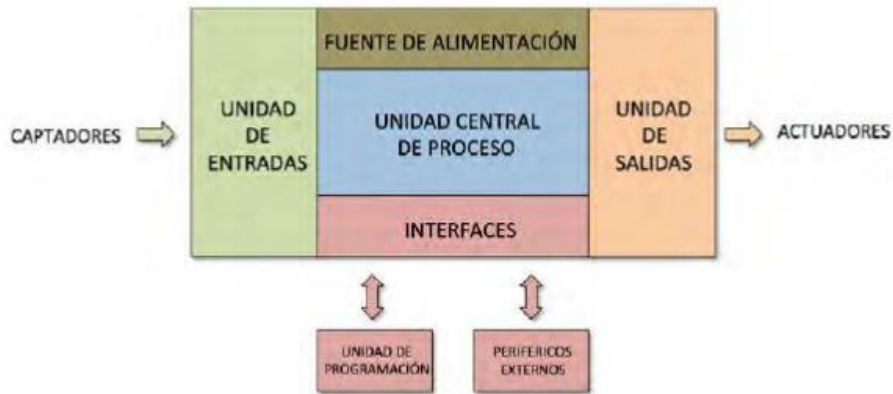 FUENTE DE ALIMENTACIÓN
CAPTADORES
UNIDAD
DE
ENTRADAS
UNIDAD CENTRAL
DE PROCESO
UNIDAD
DE
SALIDAS
ACTUADORES
INTERFACES
UNIDAD DE
PROGRAMACIÓN
PERIFERICOS
EXTERNOS